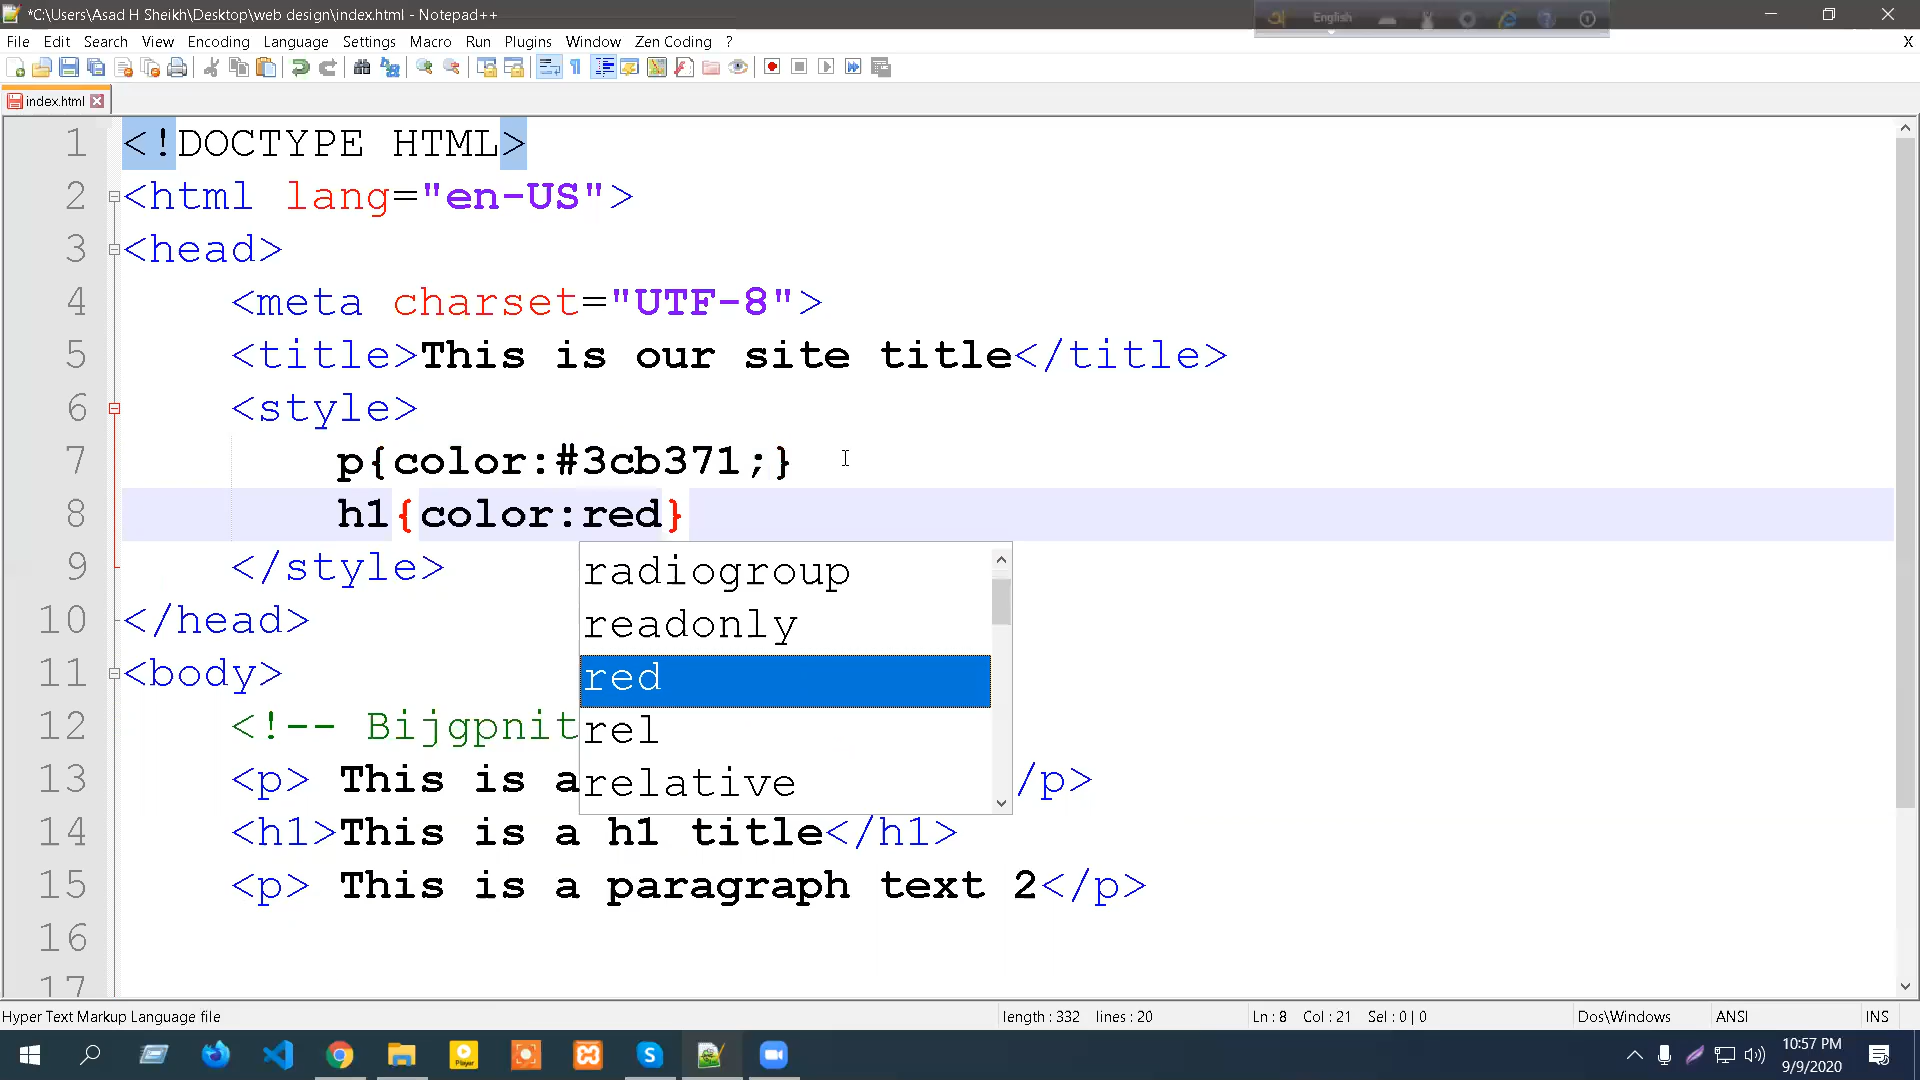 *C:\Users\Asad H Sheikh\Desktop\web design\index.html - Notepad++
English
File Edit Search View Encoding Language Settings Macro Run Plugins Window Zen Coding ? X
index.html
1 <!DOCTYPE HTML>
2 <html lang="en-US">
3 <head>
4 <meta charset="UTF-8">
5 <title>This is our site title</title>
6 <style>
7 p{color:#3cb371;}
8 h1{color:red}
9 </style>
radiogroup
10 </head>
readonly
11 <body>
red
12 <!-- Bijgpnit
rel
13 <p> This is a /p>
relative
14 <h1>This is a h1 title</h1>
15 <p> This is a paragraph text 2</p>
16
17
Hyper Text Markup Language file length : 332 lines : 20 Ln : 8 Col : 21 Sel : 0 | 0 Dos\Windows ANSI INS
Player
10:57 PM
9/9/2020